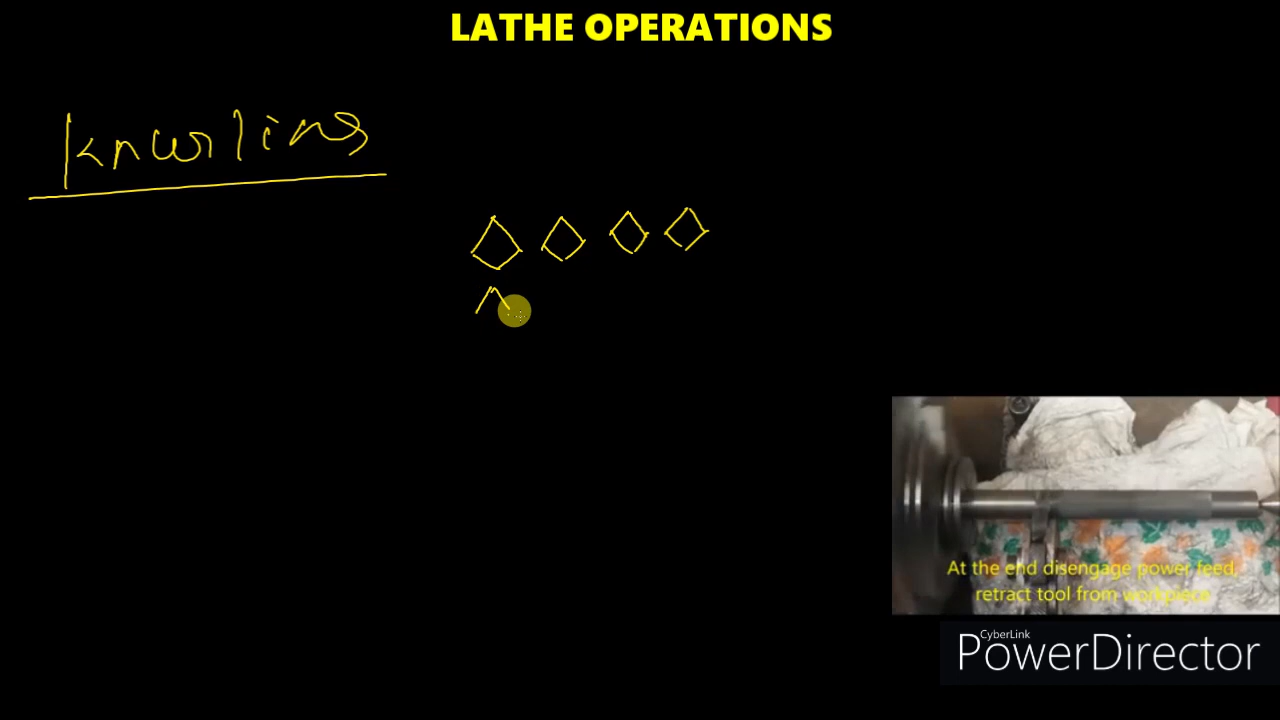 LATHE OPERATIONS
knurling
At the end disengage power feed,
retract tool from workpiece
CyberLink
PowerDirector